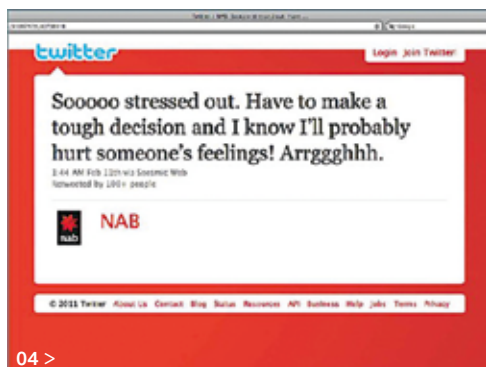 twitter
Login Join Twitter!
Sooooo stressed out. Have to make a
tough decision and I know I'll probably
hurt someone's feelings! Arrggghhh.
3:44 AM Feb 11th via Seesmic Web
Retweeted by 100+ people
nab
NAB
© 2011 Twitter About Us Contact Blog Status Resources API Business Help Jobs Terms Privacy
04 >